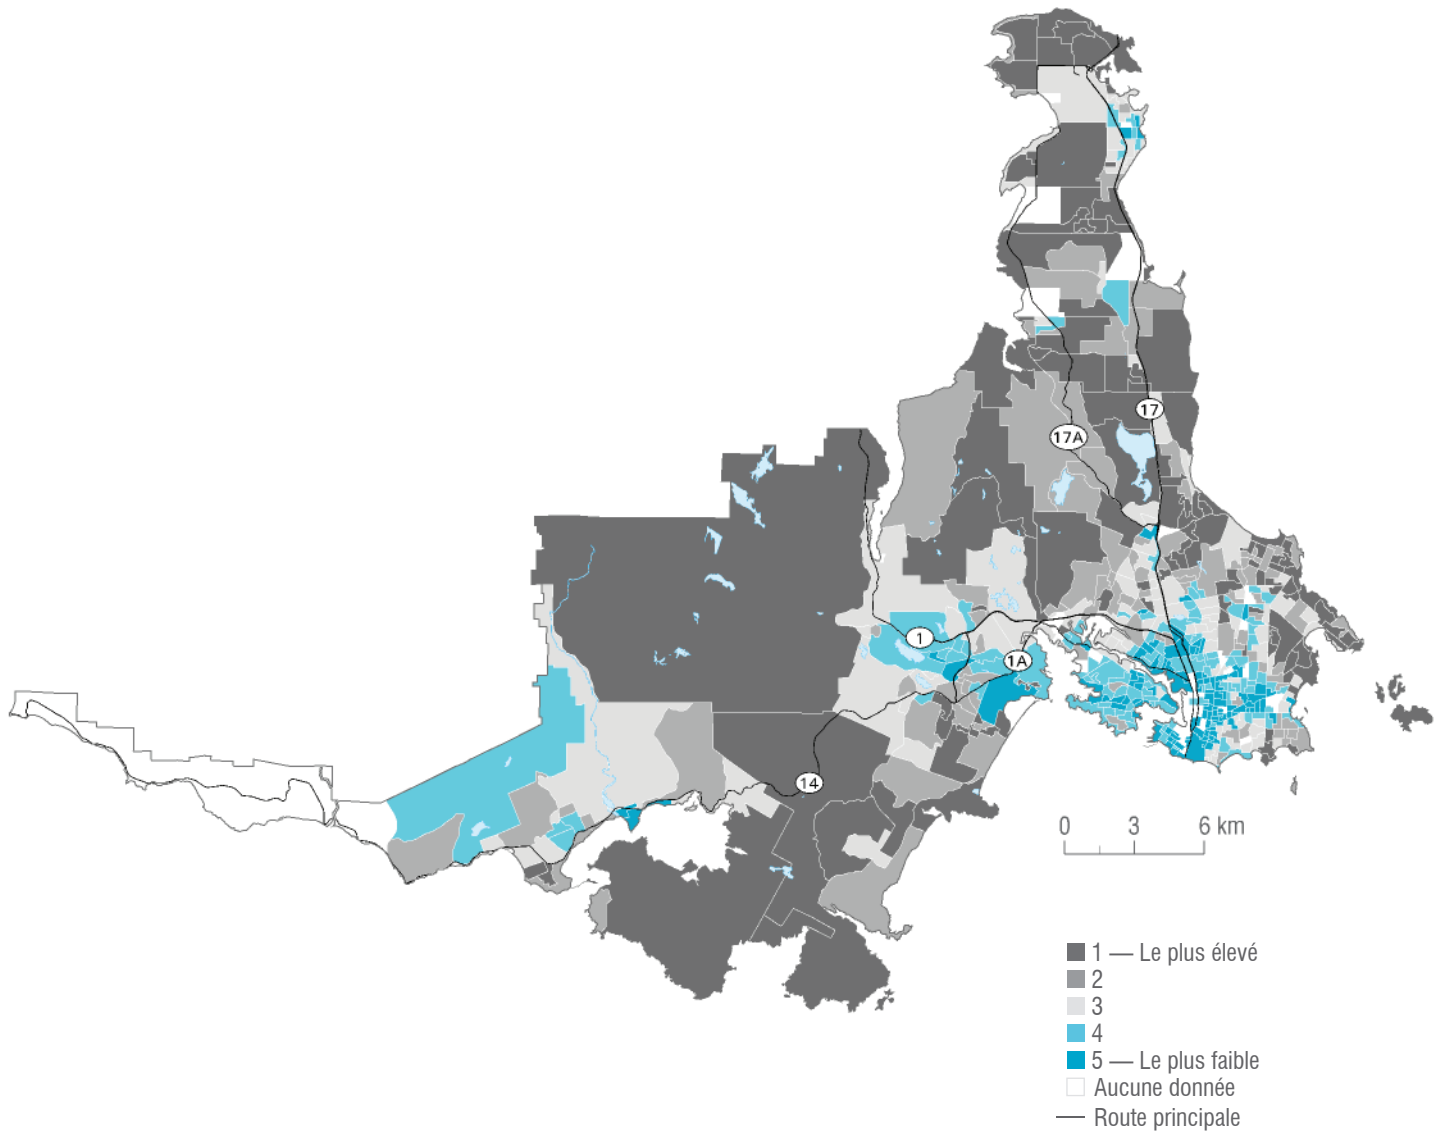 17
17A
1
1A
14
0 3 6 km
1 — Le plus élevé
2
3
4
5 — Le plus faible
Aucune donnée
Route principale